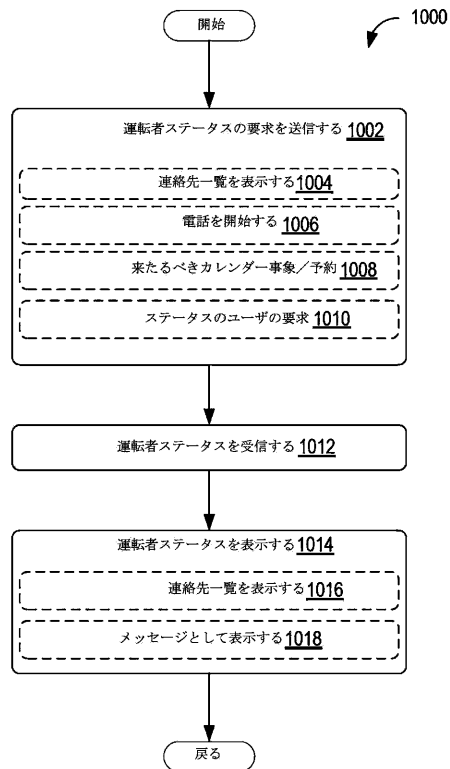 開始
1000
運転者ステータスの要求を送信する 1002
連絡先一覧を表示する 1004
電話を開始する 1006
来たるべきカレンダー事象／予約 1008
ステータスのユーザの要求 1010
運転者ステータスを受信する 1012
運転者ステータスを表示する 1014
連絡先一覧を表示する 1016
メッセージとして表示する 1018
戻る